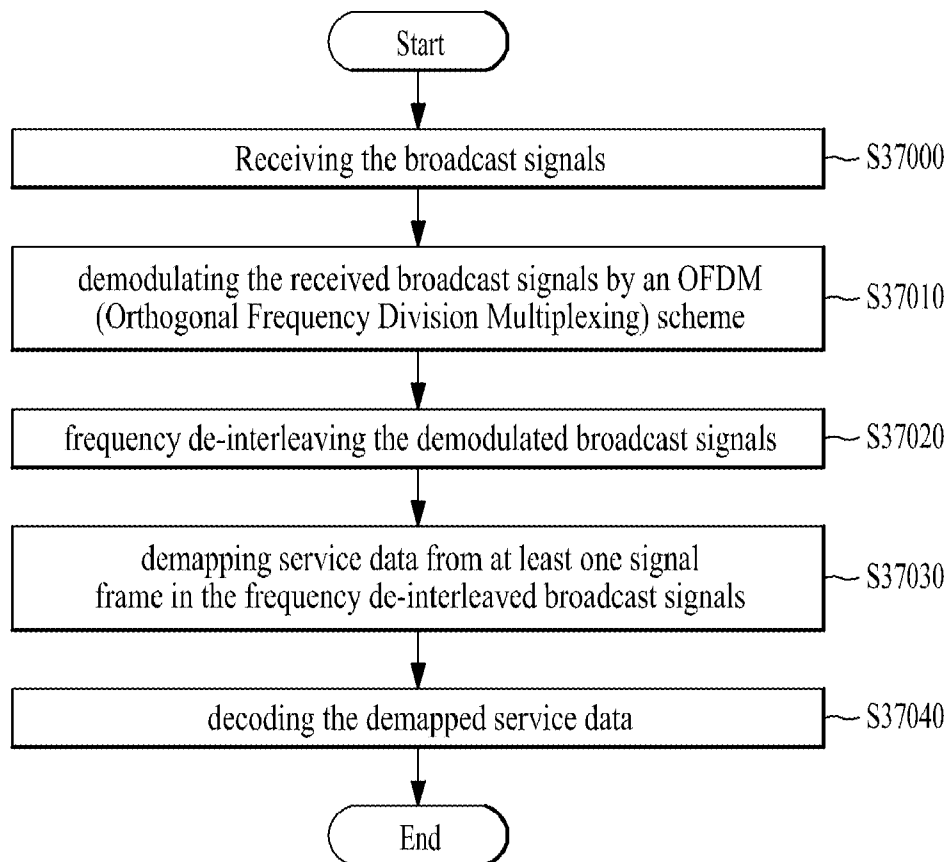 Start
Receiving the broadcast signals
S37000
demodulating the received broadcast signals by an OFDM
(Orthogonal Frequency Division Multiplexing) scheme
S37010
frequency de-interleaving the demodulated broadcast signals
S37020
demapping service data from at least one signal
frame in the frequency de-interleaved broadcast signals
S37030
decoding the demapped service data
S37040
End